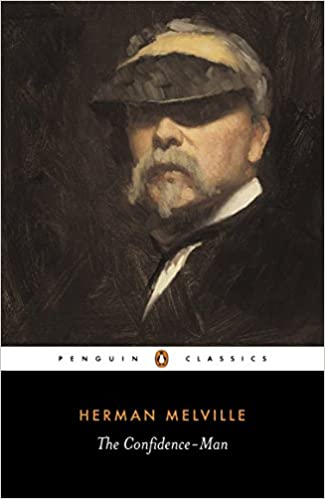 PENGUIN CLASSICS
HERMAN MELVILLE
The Confidence-Man